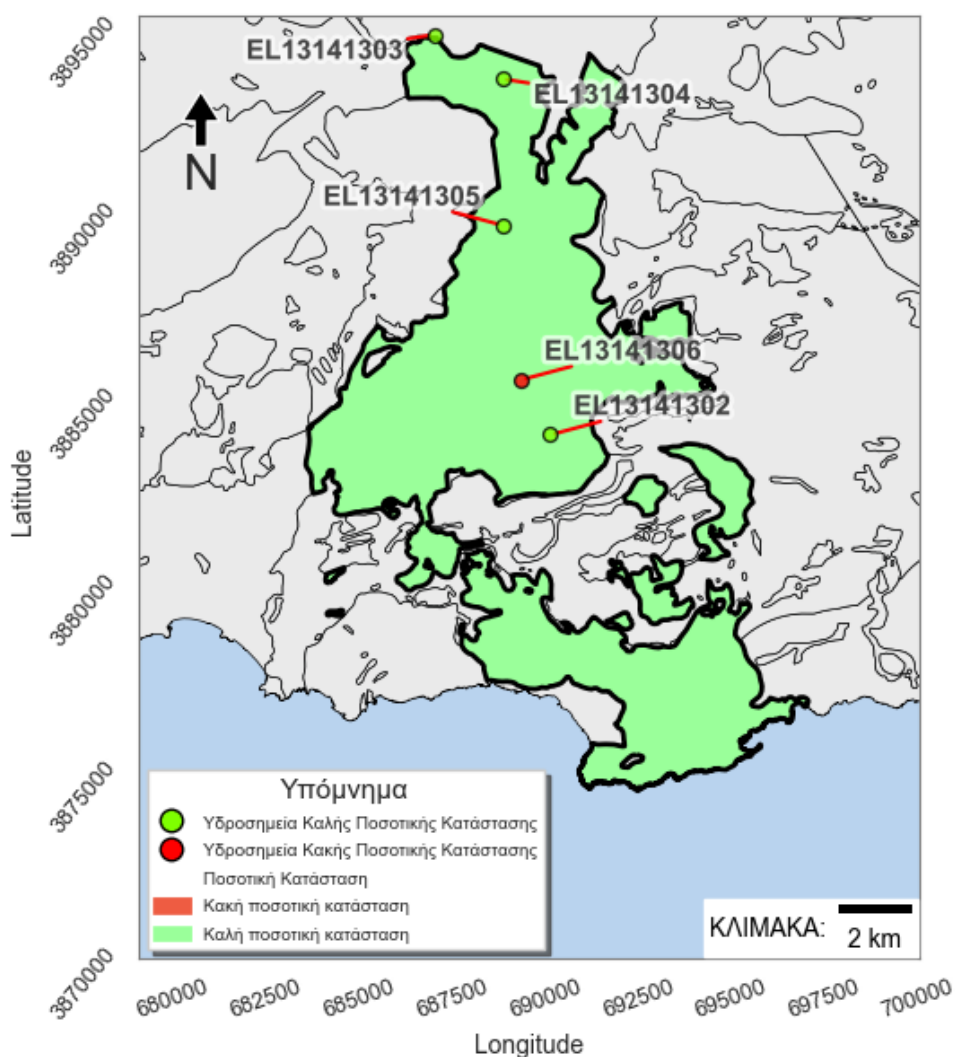 3895000
EL13141303
EL13141304
N
EL13141305
3890000
EL13141306
EL13141302
3885000
Latitude
3880000
3875000
Υπόμνημα
Υδροσημεία Καλής Ποσοτικής Κατάστασης
Υδροσημεία Κακής Ποσοτικής Κατάστασης
Ποσοτική Κατάσταση
Κακή ποσοτική κατάσταση
Καλή ποσοτική κατάσταση
ΚΛΙΜΑΚΑ:
2 km
3870000
680000 682500 685000 687500 690000 692500 695000 697500 700000
Longitude